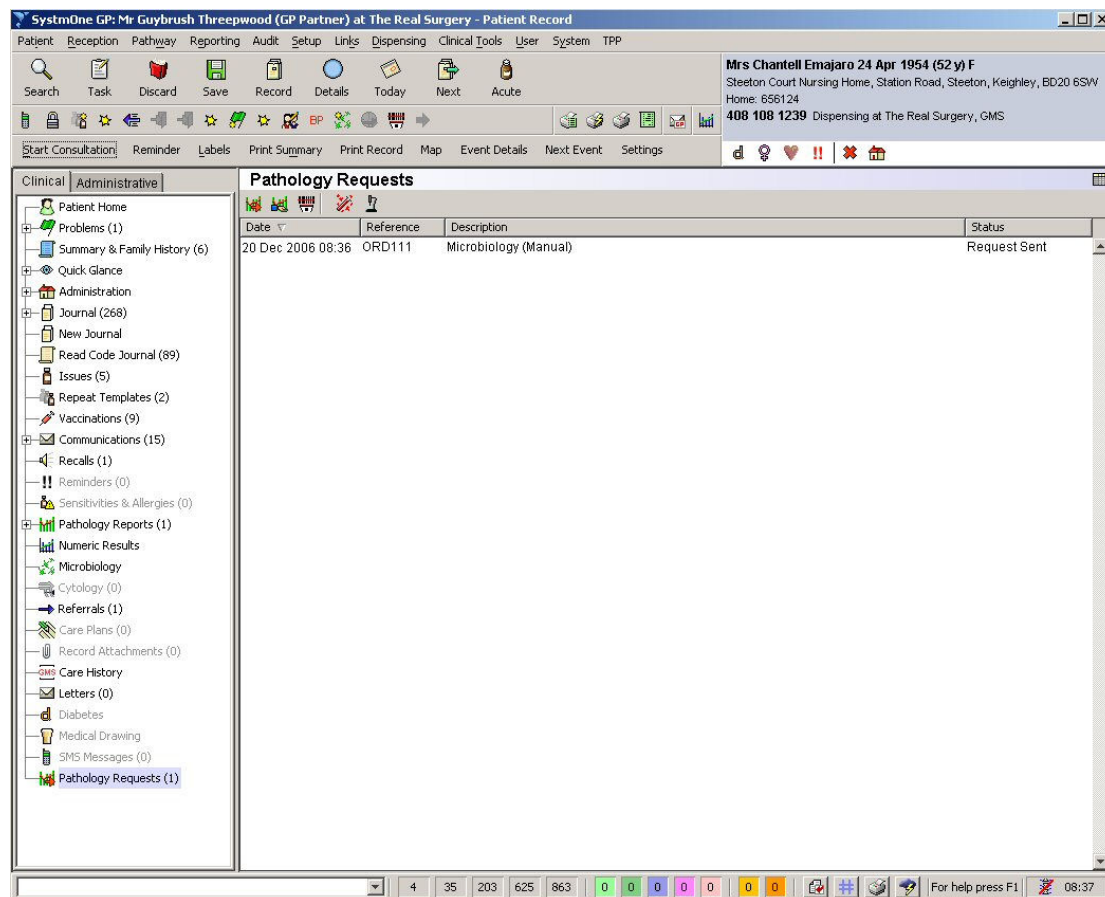 SystmOne GP: Mr Guybrush Threepwood (GP Partner) at The Real Surgery - Patient Record
Patient Reception Pathway Reporting Audit Setup Links Dispensing Clinical Tools User System TPP
Search Task Discard Save Record Details Today Next Acute
BP
GP
Start Consultation Reminder Labels Print Summary Print Record Map Event Details Next Event Settings
Mrs Chantell Emajaro 24 Apr 1954 (52 y) F
Steeton Court Nursing Home, Station Road, Steeton, Keighley, BD20 6SW
Home: 656124
408 108 1239 Dispensing at The Real Surgery, GMS
d !!
Clinical Administrative
Patient Home
Problems (1)
Summary & Family History (6)
Quick Glance
Administration
Journal (268)
New Journal
Read Code Journal (89)
Issues (5)
Repeat Templates (2)
Vaccinations (9)
Communications (15)
Recalls (1)
!! Reminders (0)
Sensitivities & Allergies (0)
Pathology Reports (1)
Numeric Results
Microbiology
Cytology (0)
Referrals (1)
Care Plans (0)
Record Attachments (0)
GMS Care History
Letters (0)
d Diabetes
Medical Drawing
SMS Messages (0)
Pathology Requests (1)
Pathology Requests
Date Reference Description Status
20 Dec 2006 08:36 ORD111 Microbiology (Manual) Request Sent
4 35 203 625 863 0 0 0 0 0 0 0 For help press F1 08:37